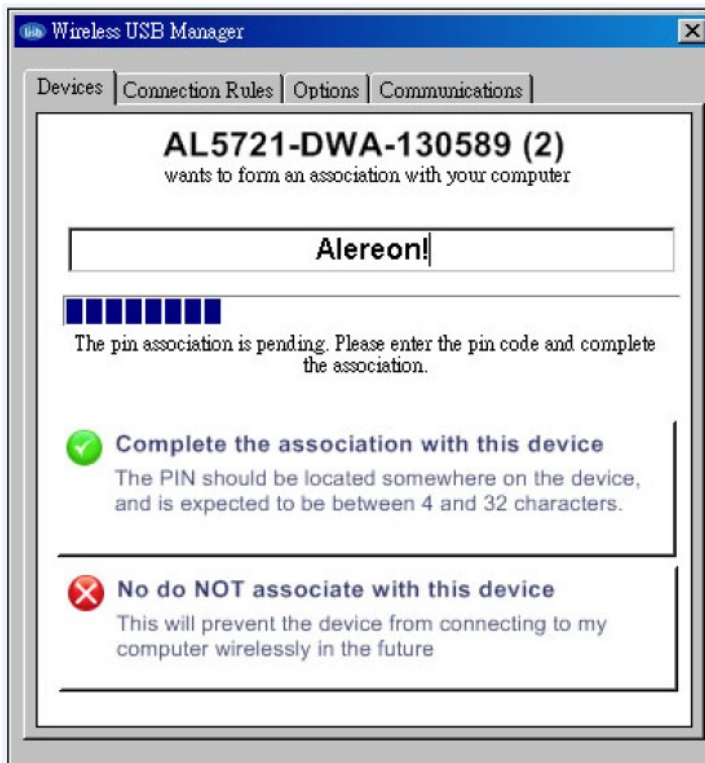 Wireless USB Manager
Devices Connection Rules Options Communications
AL5721-DWA-130589 (2)
wants to form an association with your computer
Alereon!
The pin association is pending. Please enter the pin code and complete
the association.
Complete the association with this device
The PIN should be located somewhere on the device,
and is expected to be between 4 and 32 characters.
No do NOT associate with this device
This will prevent the device from connecting to my
computer wirelessly in the future